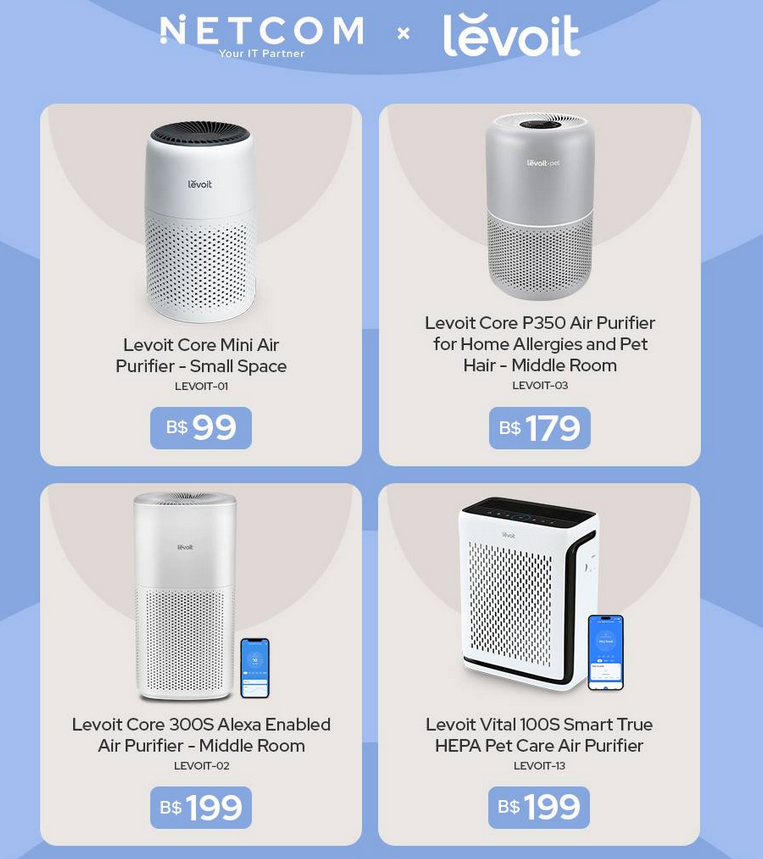 NETCOM × levoit
Your IT Partner
levoit
levoit-pet
Levoit Core Mini Air
Purifier - Small Space
LEVOIT-01
B$ 99
Levoit Core P350 Air Purifier
for Home Allergies and Pet
Hair - Middle Room
LEVOIT-03
B$ 179
levoit
levoit
Levoit Core 300S Alexa Enabled
Air Purifier - Middle Room
LEVOIT-02
B$ 199
Levoit Vital 100S Smart True
HEPA Pet Care Air Purifier
LEVOIT-13
B$ 199